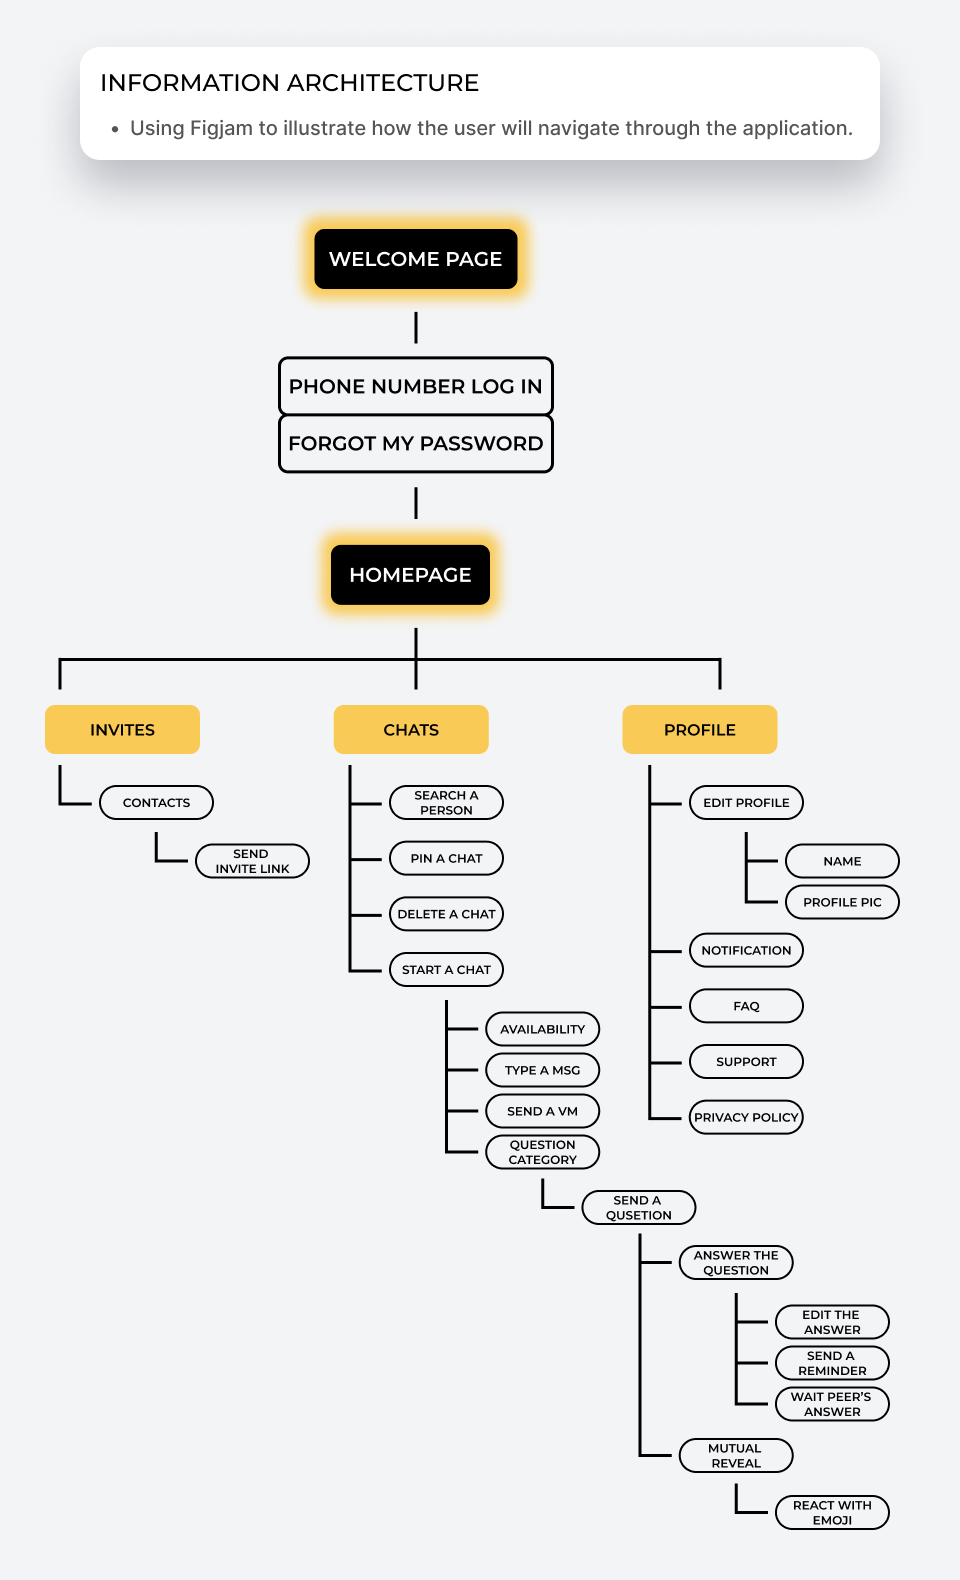 INFORMATION ARCHITECTURE
• Using Figjam to illustrate how the user will navigate through the application.
WELCOME PAGE
PHONE NUMBER LOG IN
FORGOT MY PASSWORD
HOMEPAGE
INVITES
CONTACTS
SEND
INVITE LINK
CHATS
SEARCH A
PERSON
PIN A CHAT
DELETE A CHAT
START A CHAT
AVAILABILITY
TYPE A MSG
SEND A VM
QUESTION
CATEGORY
SEND A
QUSETION
ANSWER THE
QUESTION
EDIT THE
ANSWER
SEND A
REMINDER
WAIT PEER'S
ANSWER
MUTUAL
REVEAL
REACT WITH
EMOJI
PROFILE
EDIT PROFILE
NAME
PROFILE PIC
NOTIFICATION
FAQ
SUPPORT
PRIVACY POLICY